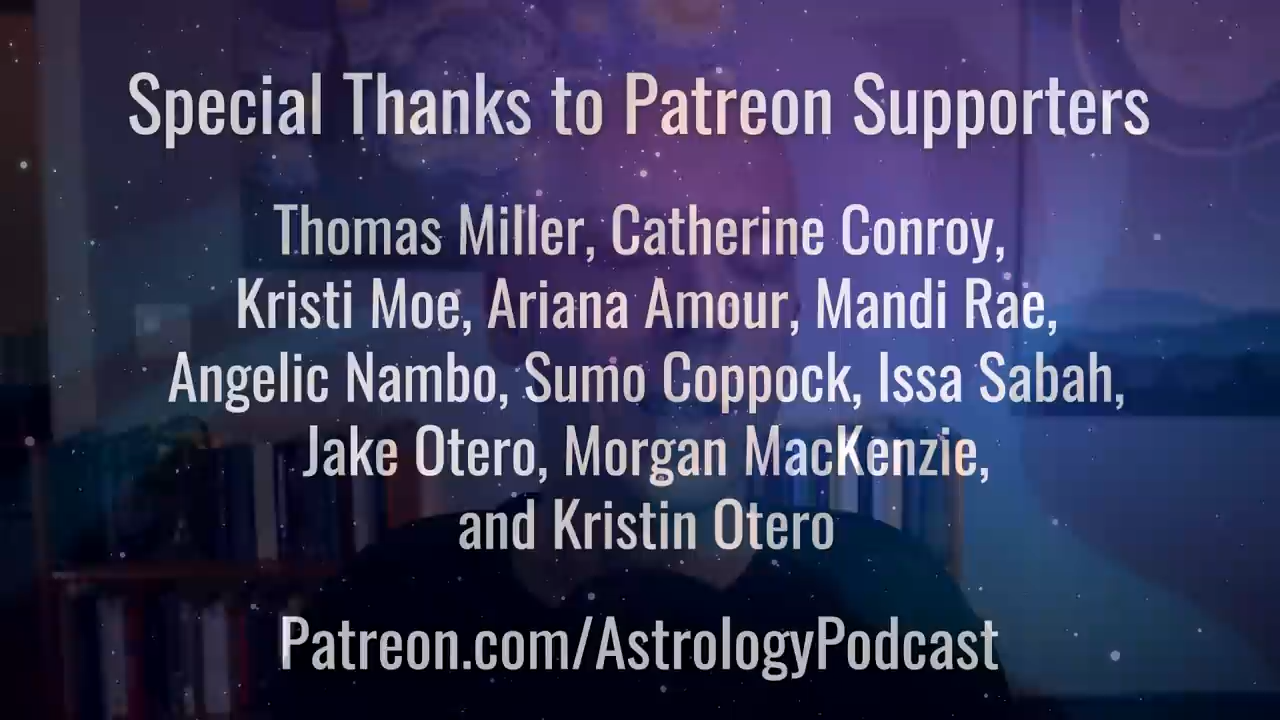 Special Thanks to Patreon Supporters
Thomas Miller, Catherine Conroy,
Kristi Moe, Ariana Amour, Mandi Rae,
Angelic Nambo, Sumo Coppock, Issa Sabah,
Jake Otero, Morgan MacKenzie,
and Kristin Otero
Patreon.com/AstrologyPodcast